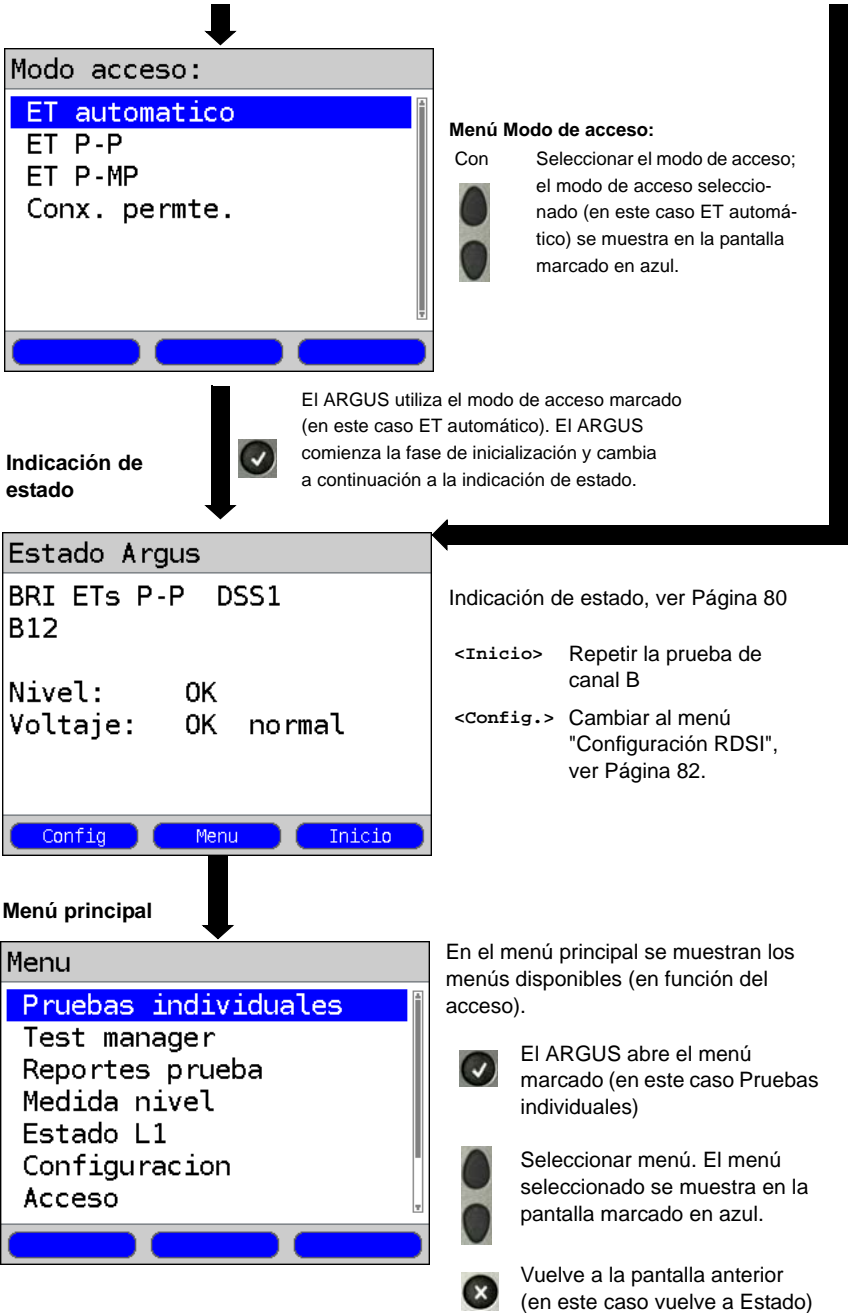 Modo acceso:
ET automatico
ET P-P
ET P-MP
Conx. permte.
Menú Modo de acceso:
Con
Seleccionar el modo de acceso;
el modo de acceso seleccio-
nado (en este caso ET automá-
tico) se muestra en la pantalla
marcado en azul.
El ARGUS utiliza el modo de acceso marcado
(en este caso ET automático). El ARGUS
comienza la fase de inicialización y cambia
a continuación a la indicación de estado.
Indicación de
estado
Estado Argus
BRI ETs P-P DSS1
B12
Nivel: OK
Voltaje: OK normal
Config Menu Inicio
Indicación de estado, ver Página 80
<Inicio> Repetir la prueba de
canal B
<Config.> Cambiar al menú
"Configuración RDSI",
ver Página 82.
Menú principal
Menu
Pruebas individuales
Test manager
Reportes prueba
Medida nivel
Estado L1
Configuracion
Acceso
En el menú principal se muestran los
menús disponibles (en función del
acceso).
El ARGUS abre el menú
marcado (en este caso Pruebas
individuales)
Seleccionar menú. El menú
seleccionado se muestra en la
pantalla marcado en azul.
Vuelve a la pantalla anterior
(en este caso vuelve a Estado)